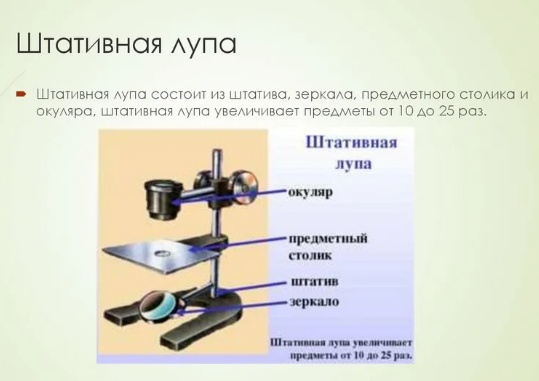 Штативная лупа
Штативная лупа состоит из штатива, зеркала, предметного столика и
окуляра, штативная лупа увеличивает предметы от 10 до 25 раз.
Штативная
лупа
окуляр
предметный
столик
штатив
зеркало
Штативная лупа увеличивает
предметы от 10 до 25 раз.